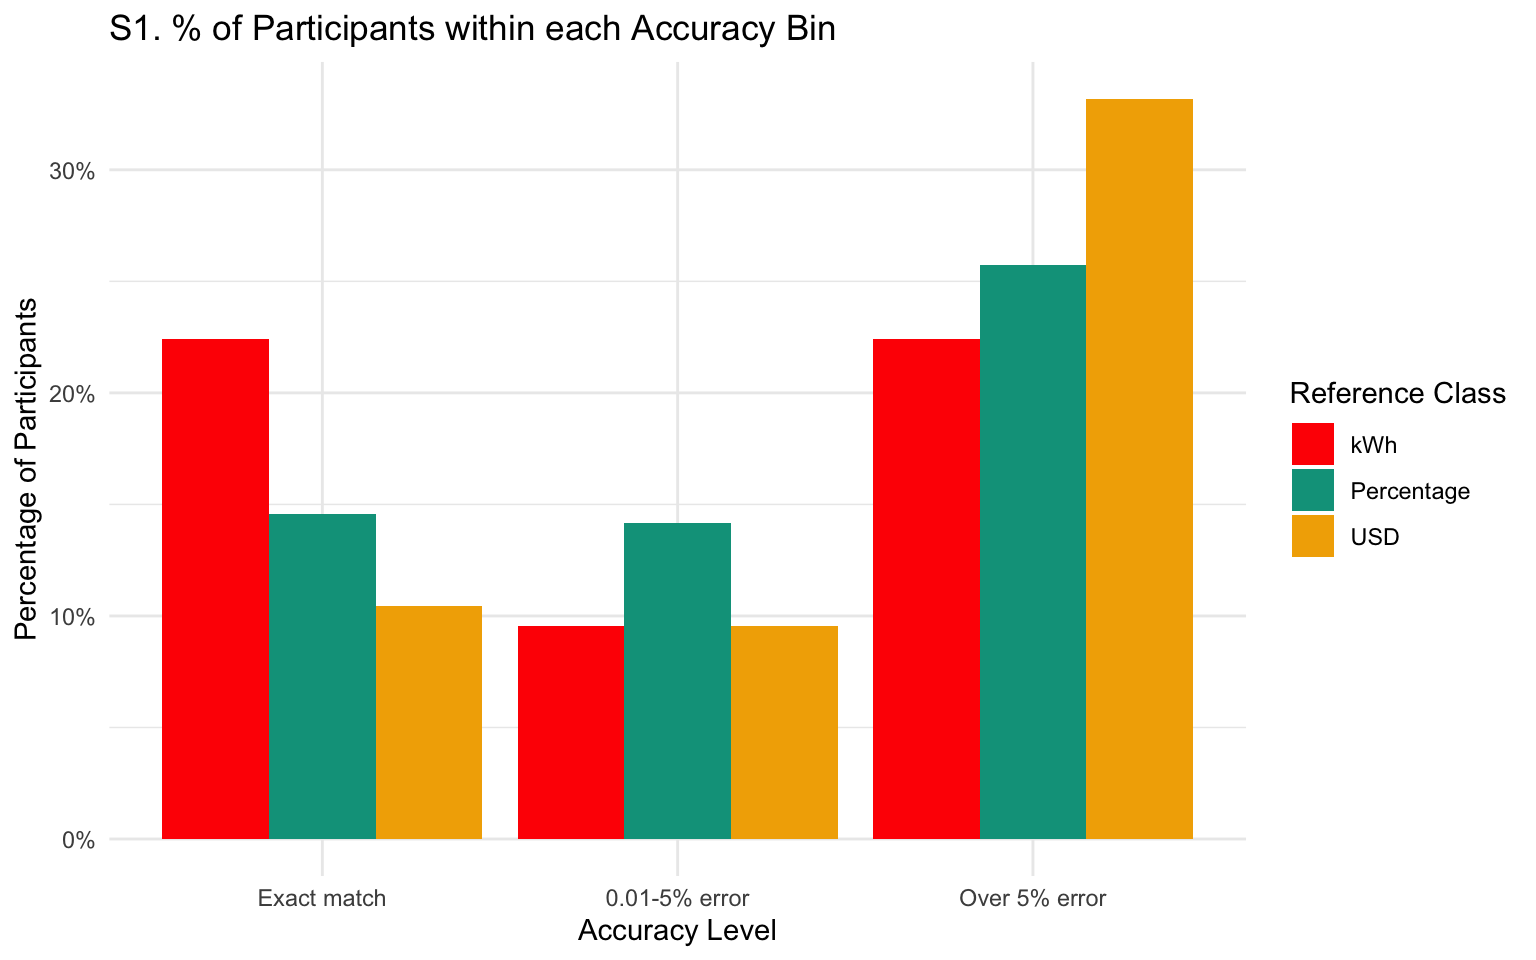 S1. % of Participants within each Accuracy Bin
Percentage of Participants
30%
20%
10%
0%
Exact match
0.01-5% error
Over 5% error
Accuracy Level
Reference Class
kWh
Percentage
USD